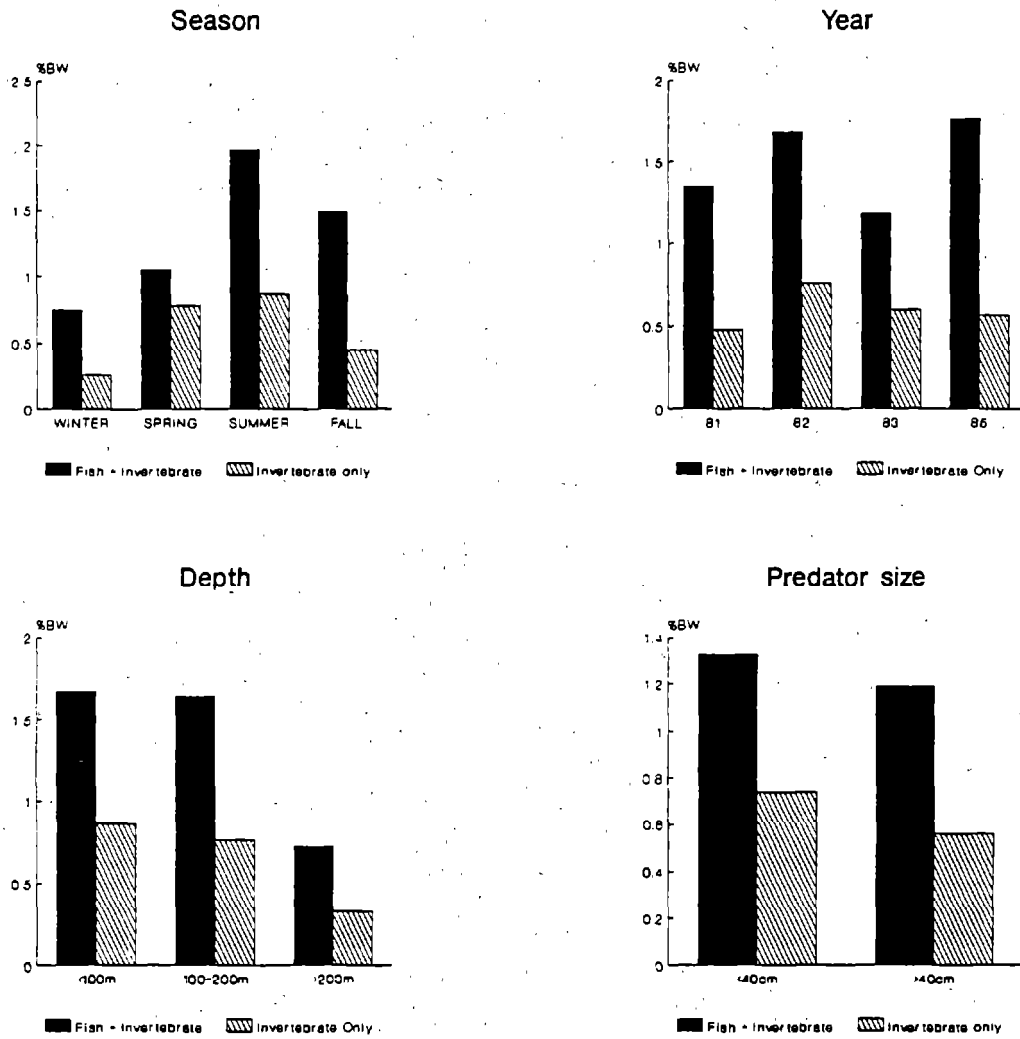 Season
%BW
2 5
2
1.5
1
0.5
0
WINTER SPRING SUMMER FALL
Fish + Invertebrate Invertebrate only
Year
%BW
2
1.5
1
0.5
0
81 82 83
Fish + Invertebrate Invertebrate Only
Depth
%BW
2
1.5
1
0.5
0
<100m 100-200m >200m
Fish + Invertebrate Invertebrate Only
Predator size
%BW
1.4
1.2
1
0.8
0.6
0.4
0.2
0
<40cm >40cm
Fish + Invertebrate Invertebrate only